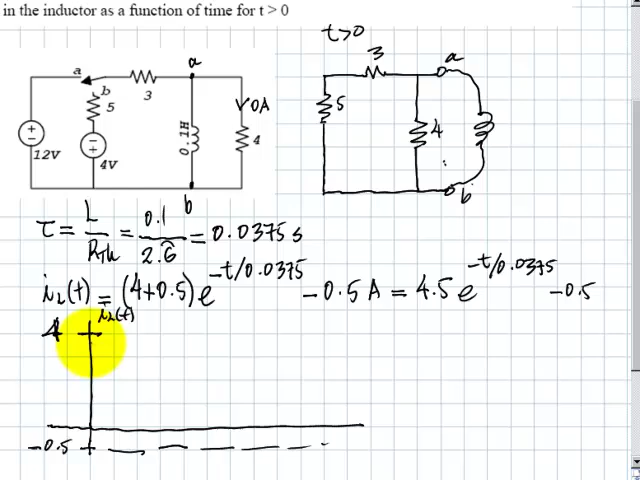 in the inductor as a function of time for t > 0
t>0
a
a
b
3
5
12V
4V
0.1H
0A
4
b
3
a
5
4
b
τ = L/RTh = 0.1/2.6̄ = 0.0375 s
iL(t) = (4+0.5) e^-t/0.0375 - 0.5 A = 4.5 e^-t/0.0375 - 0.5
4
iL(t)
-0.5